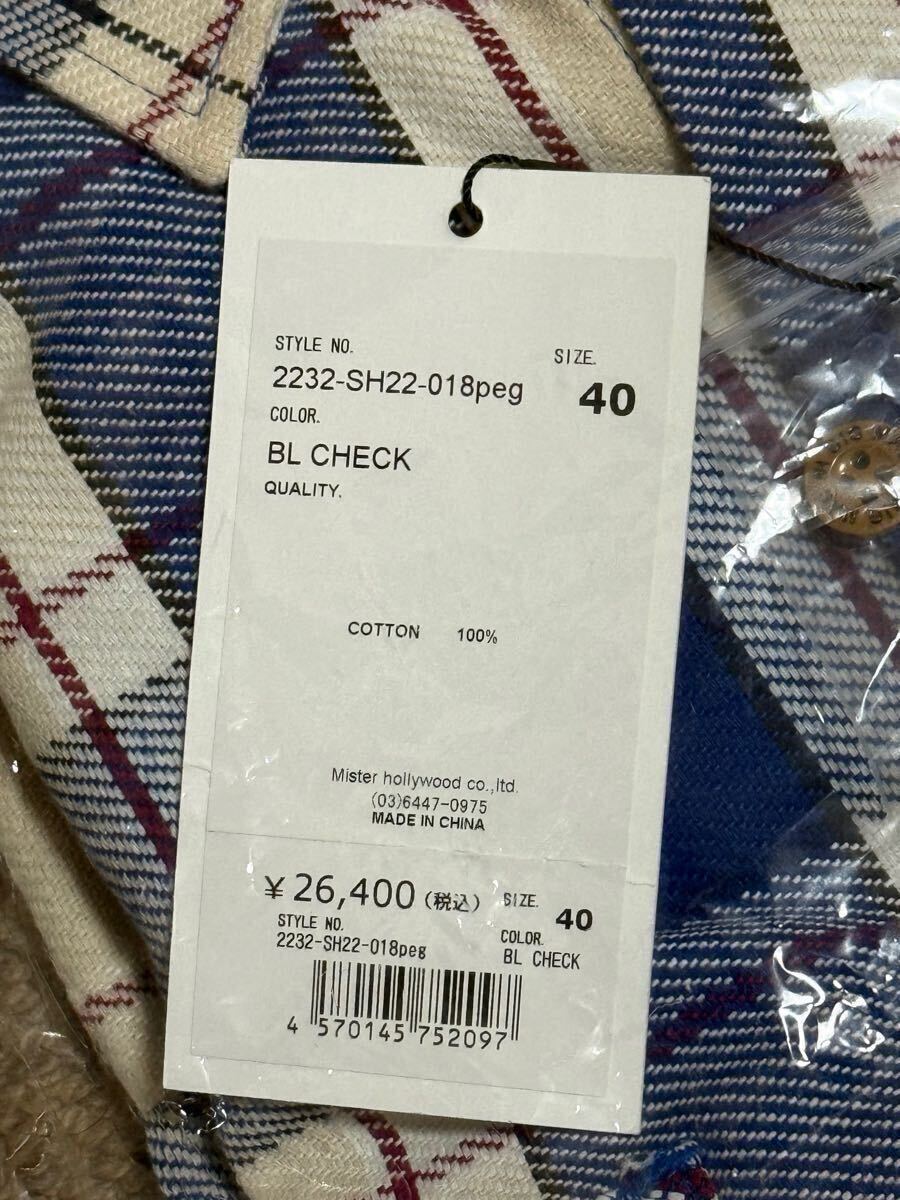 STYLE NO.
SIZE.
2232-SH22-018peg
40
COLOR.
BL CHECK
QUALITY.
COTTON 100%
Mister hollywood co.,ltd.
(03)6447-0975
MADE IN CHINA
¥26,400(税込)
SIZE.
40
STYLE NO.
2232-SH22-018peg
COLOR.
BL CHECK
4 570145 752097